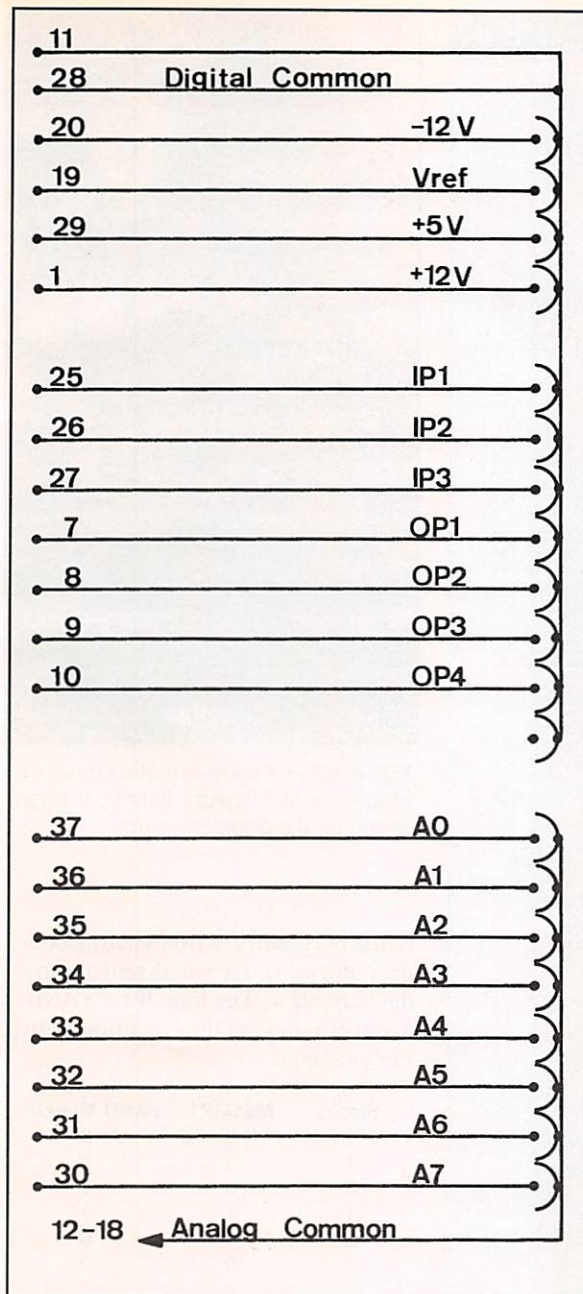 11
28 Digital Common
20 -12 V
19 Vref
29 +5V
1 +12V
25 IP1
26 IP2
27 IP3
7 OP1
8 OP2
9 OP3
10 OP4
37 A0
36 A1
35 A2
34 A3
33 A4
32 A5
31 A6
30 A7
12-18 Analog Common